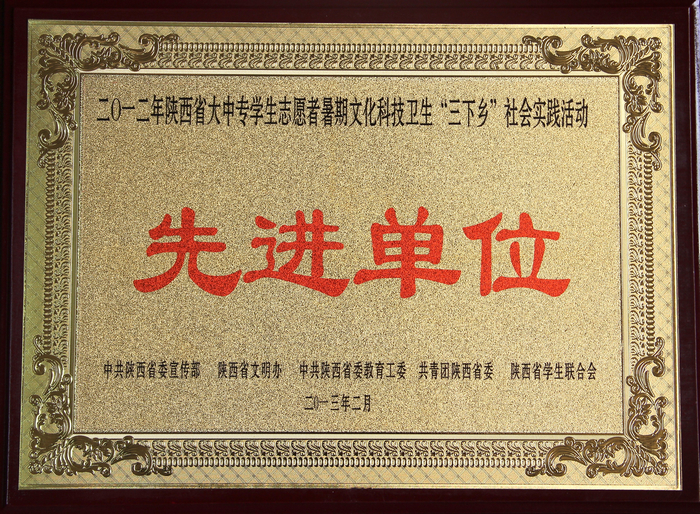 二〇一二年陕西省大中专学生志愿者暑期文化科技卫生“三下乡”社会实践活动
先进单位
中共陕西省委宣传部 陕西省文明办 中共陕西省委教育工委 共青团陕西省委 陕西省学生联合会
二〇一三年二月